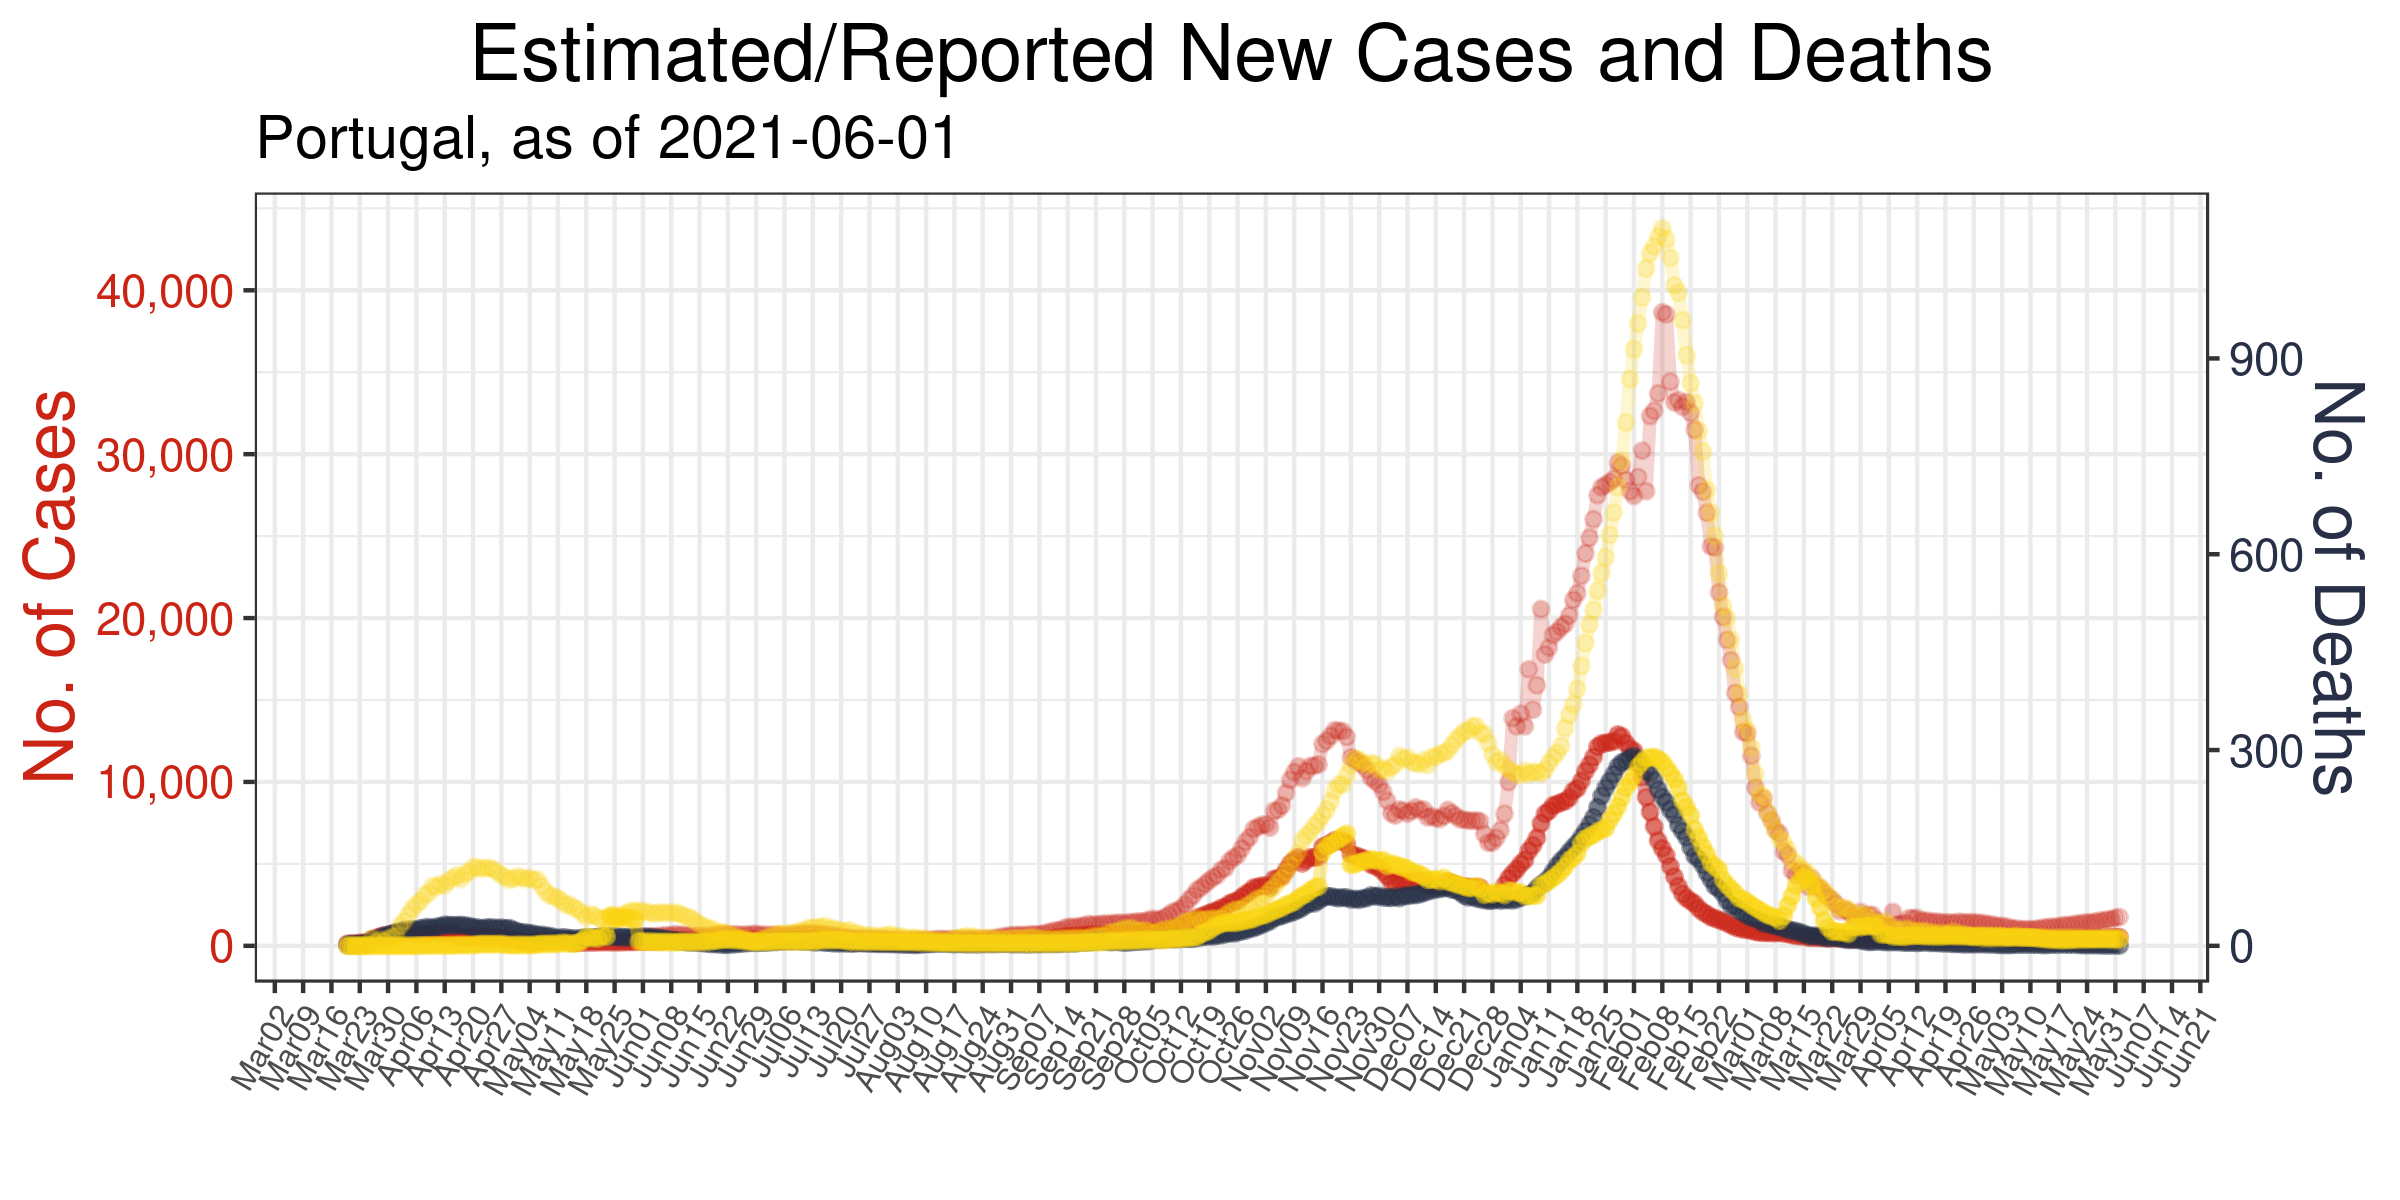 Estimated/Reported New Cases and Deaths
Portugal, as of 2021-06-01
No. of Cases
40,000
30,000
20,000
10,000
0
900
600
300
0
No. of Deaths
Mar02
Mar09
Mar16
Mar23
Mar30
Apr06
Apr13
Apr20
Apr27
May04
May11
May18
May25
Jun01
Jun08
Jun15
Jun22
Jun29
Jul06
Jul13
Jul20
Jul27
Aug03
Aug10
Aug17
Aug24
Aug31
Sep07
Sep14
Sep21
Sep28
Oct05
Oct12
Oct19
Oct26
Nov02
Nov09
Nov16
Nov23
Nov30
Dec07
Dec14
Dec21
Dec28
Jan04
Jan11
Jan18
Jan25
Feb01
Feb08
Feb15
Feb22
Mar01
Mar08
Mar15
Mar22
Mar29
Apr05
Apr12
Apr19
Apr26
May03
May10
May17
May24
May31
Jun07
Jun14
Jun21